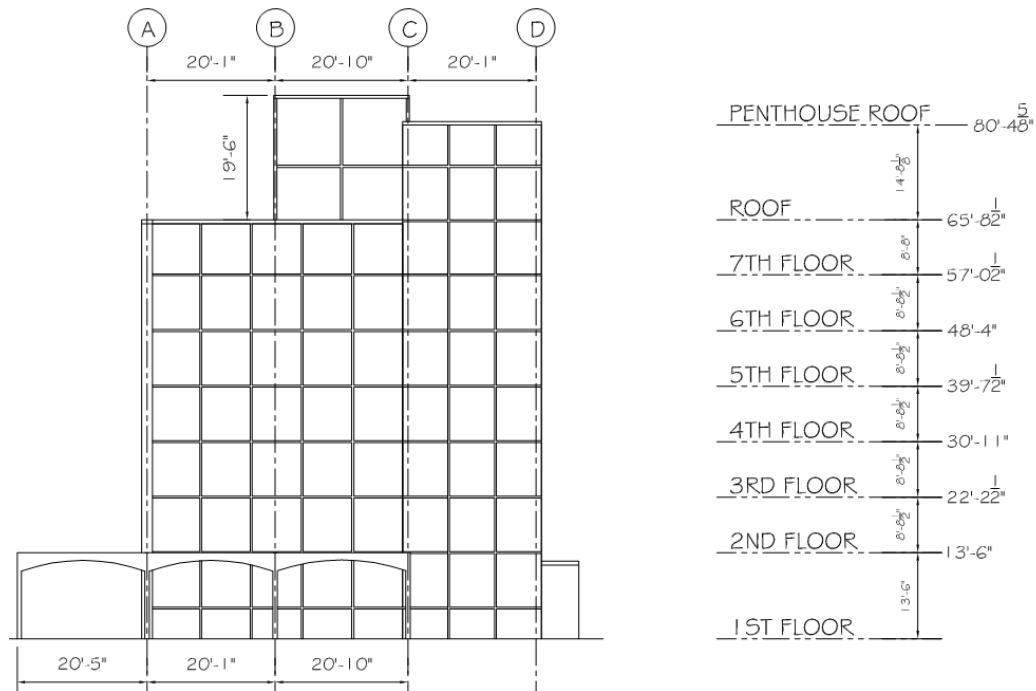 A B C D
20'-1" 20'-10" 20'-1"
19'-6"
20'-5" 20'-1" 20'-10"
PENTHOUSE ROOF 80'-4 5/8"
14'-8 1/8"
ROOF 65'-8 1/2"
8'-8"
7TH FLOOR 57'-0 1/2"
8'-8 1/2"
6TH FLOOR 48'-4"
8'-8 1/2"
5TH FLOOR 39'-7 1/2"
8'-8 1/2"
4TH FLOOR 30'-11"
8'-8 1/2"
3RD FLOOR 22'-2 1/2"
8'-8 1/2"
2ND FLOOR 13'-6"
13'-6"
1ST FLOOR